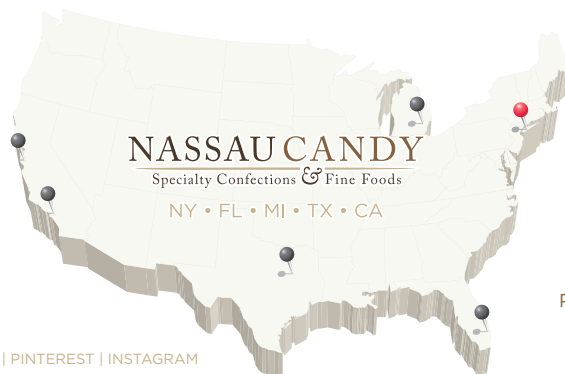 NASSAU CANDY
Specialty Confections & Fine Foods
NY • FL • MI • TX • CA
| PINTEREST | INSTAGRAM